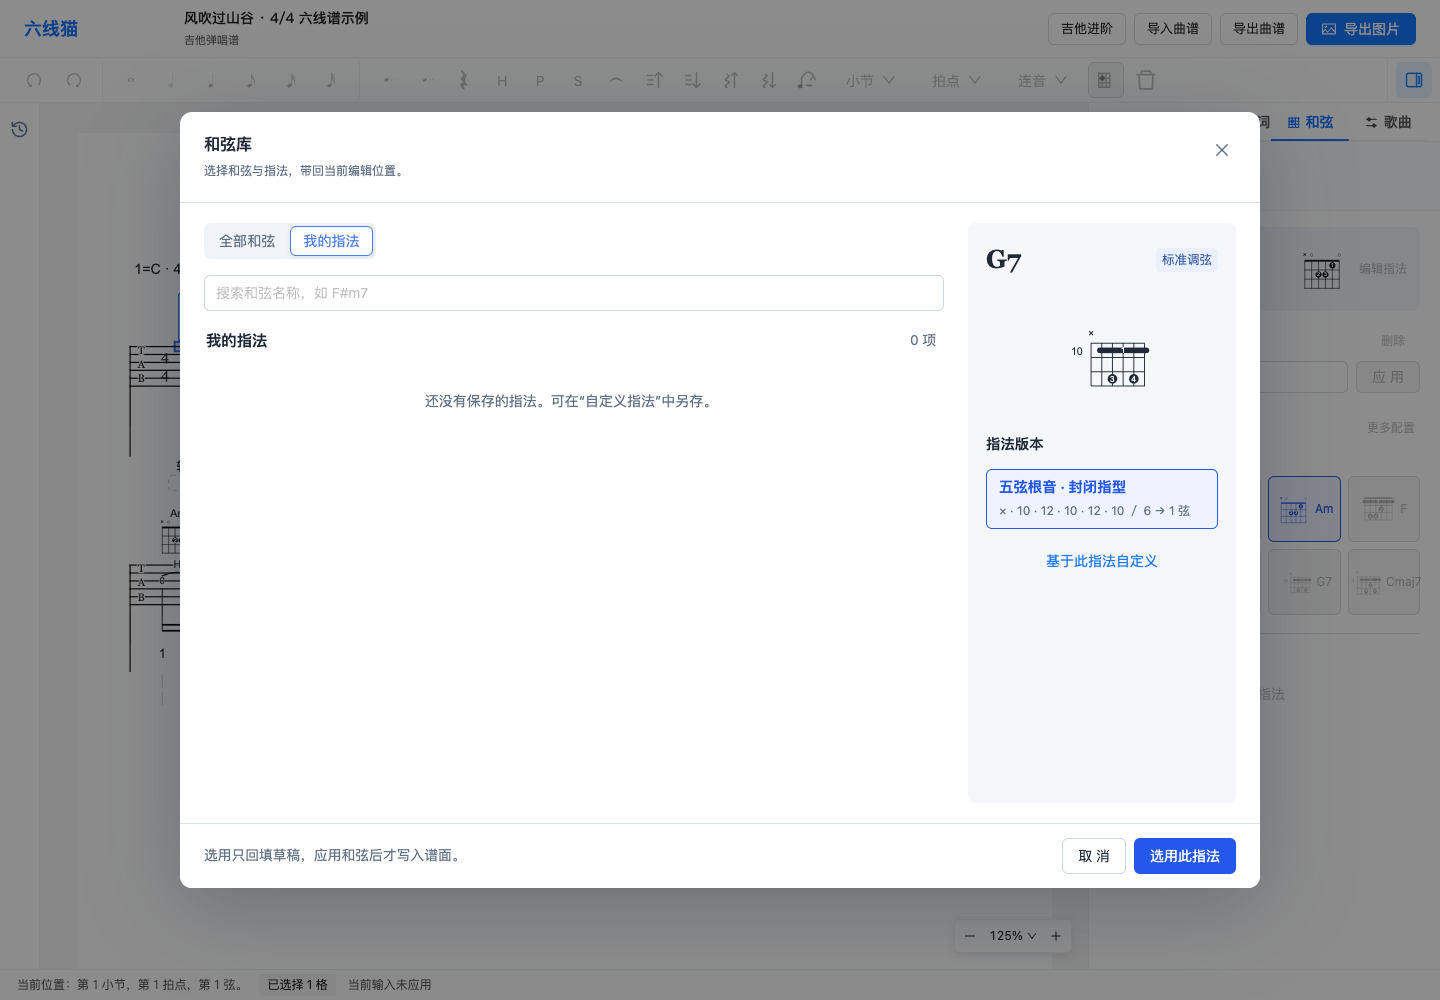 六线猫
风吹过山谷 · 4/4 六线谱示例
吉他弹唱谱
吉他进阶
导入曲谱
导出曲谱
导出图片
H P S
小节
拍点
连音
词
和弦
歌曲
和弦库
选择和弦与指法，带回当前编辑位置。
全部和弦
我的指法
搜索和弦名称，如 F#m7
我的指法
0 项
还没有保存的指法。可在“自定义指法”中另存。
G7
标准调弦
×
10
3 4
指法版本
五弦根音 · 封闭指型
× · 10 · 12 · 10 · 12 · 10 / 6 → 1 弦
基于此指法自定义
选用只回填草稿，应用和弦后才写入谱面。
取 消
选用此指法
1=C · 4
T
A
B
4
4
T
A
B
H
0
1
编辑指法
删除
应 用
更多配置
Am
F
G7
Cmaj7
指法
125%
当前位置：第 1 小节，第 1 拍点，第 1 弦。
已选择 1 格
当前输入未应用